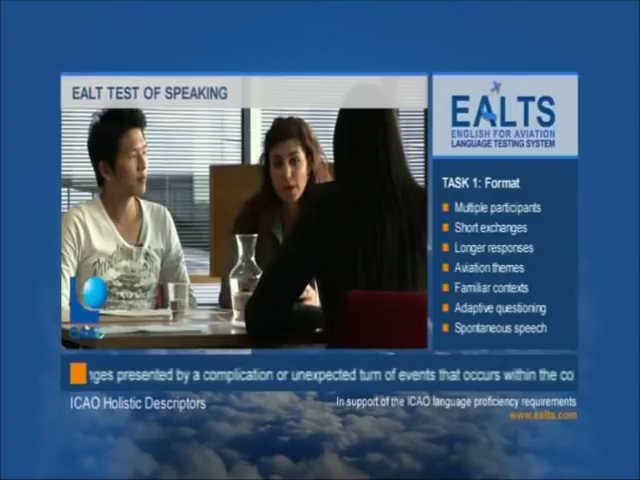 EALT TEST OF SPEAKING
EALTS
ENGLISH FOR AVIATION
LANGUAGE TESTING SYSTEM
TASK 1: Format
Multiple participants
Short exchanges
Longer responses
Aviation themes
Familiar contexts
Adaptive questioning
Spontaneous speech
nges presented by a complication or unexpected turn of events that occurs within the co
ICAO Holistic Descriptors
In support of the ICAO language proficiency requirements
www.ealts.com